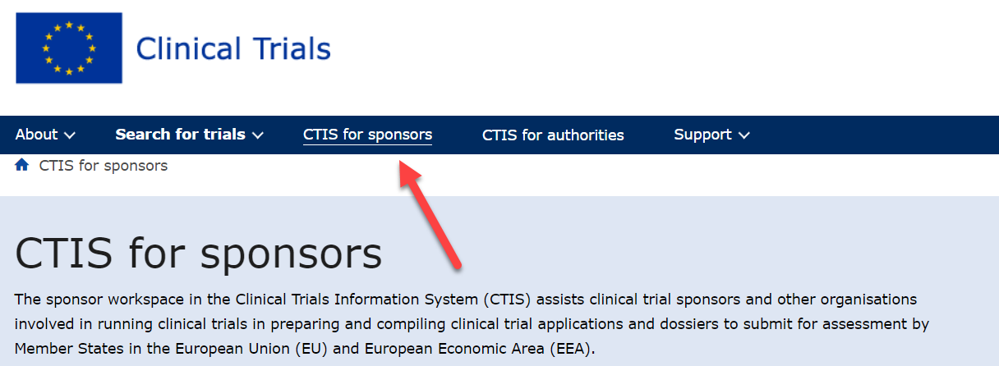 Clinical Trials
About Search for trials CTIS for sponsors CTIS for authorities Support
CTIS for sponsors
CTIS for sponsors
The sponsor workspace in the Clinical Trials Information System (CTIS) assists clinical trial sponsors and other organisations
involved in running clinical trials in preparing and compiling clinical trial applications and dossiers to submit for assessment by
Member States in the European Union (EU) and European Economic Area (EEA).